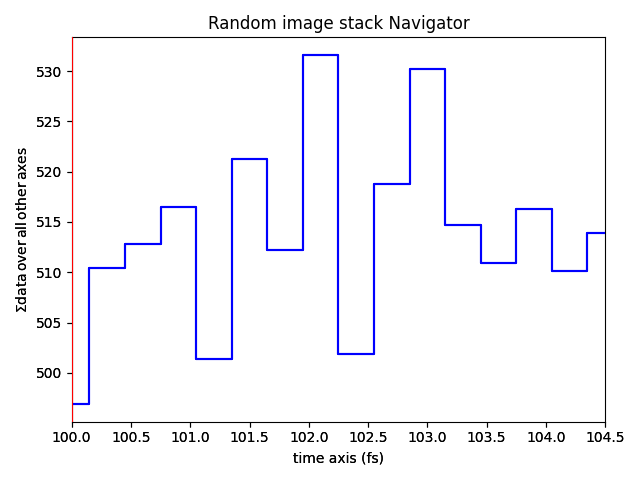 Random image stack Navigator
530
525
520
515
510
505
500
Σdata over all other axes
100.0 100.5 101.0 101.5 102.0 102.5 103.0 103.5 104.0 104.5
time axis (fs)